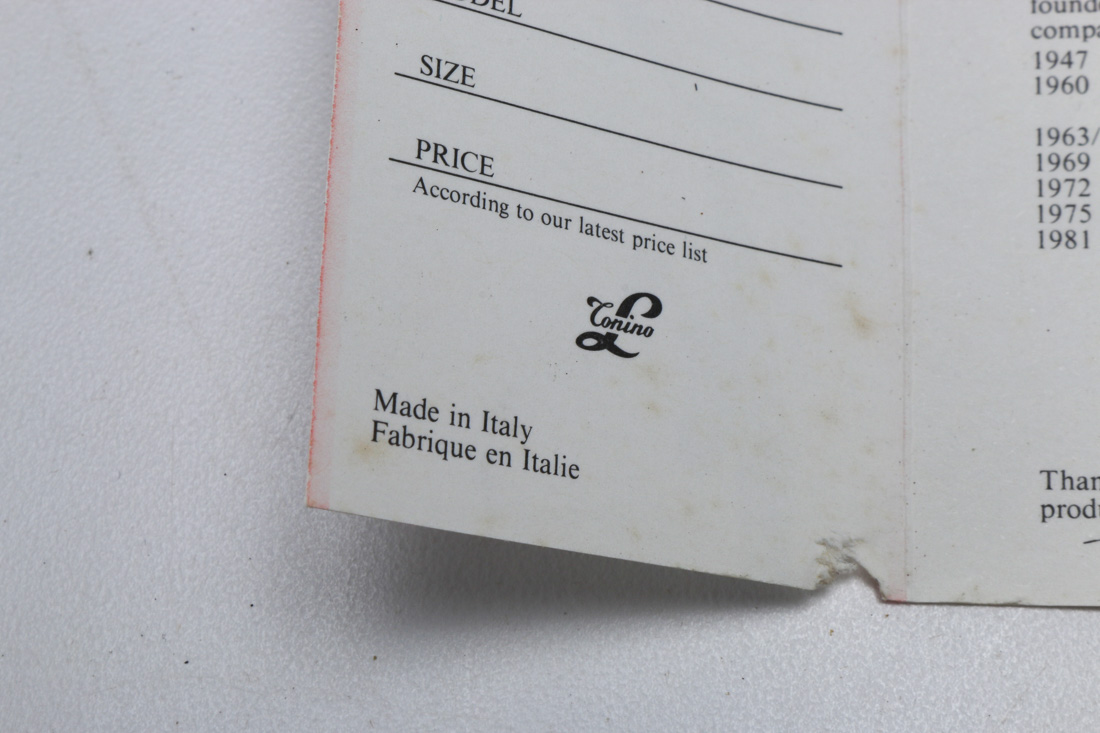 SIZE
PRICE
According to our latest price list
Tonino
L
Made in Italy
Fabrique en Italie
1947
1960
1963/
1969
1972
1975
1981